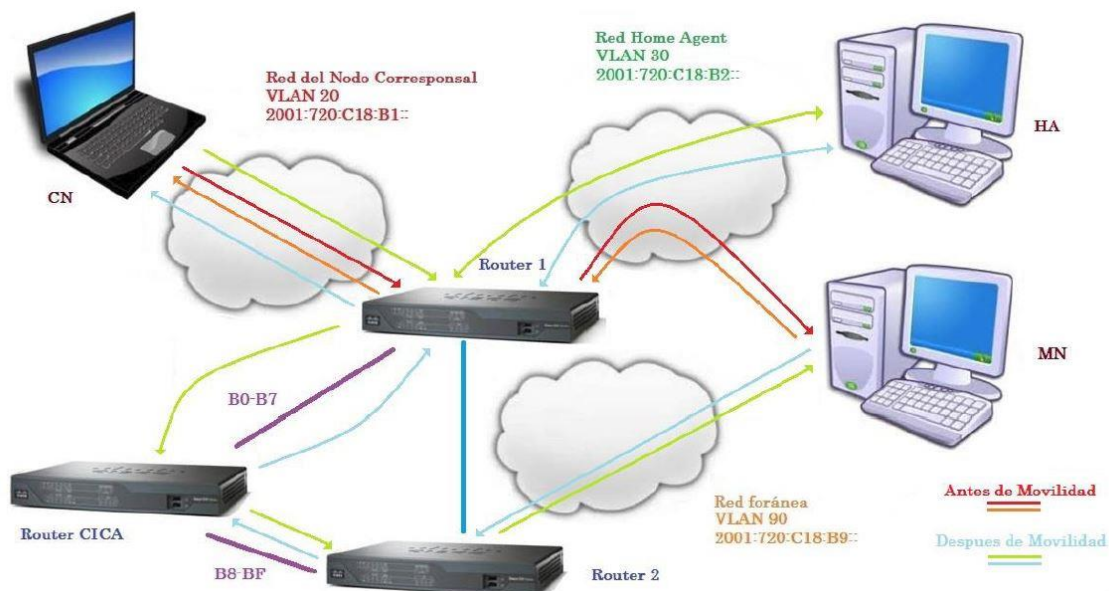 Red del Nodo Corresponsal
VLAN 20
2001:720:C18:B1::
Red Home Agent
VLAN 30
2001:720:C18:B2::
HA
CN
Router 1
MN
B0-B7
Router CICA
B8-BF
Router 2
Red foránea
VLAN 90
2001:720:C18:B9::
Antes de Movilidad
Despues de Movilidad